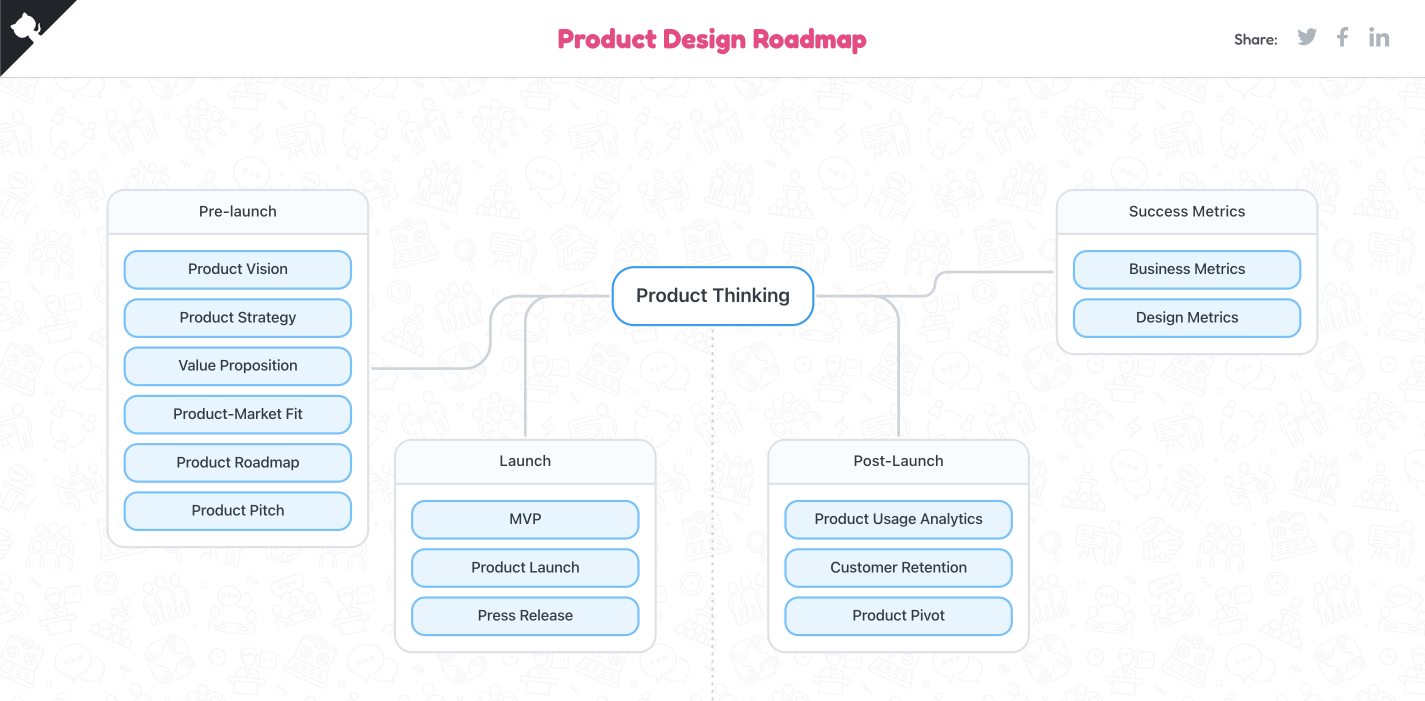 Product Design Roadmap
Share:
Pre-launch
Product Vision
Product Strategy
Value Proposition
Product-Market Fit
Product Roadmap
Product Pitch
Product Thinking
Success Metrics
Business Metrics
Design Metrics
Launch
MVP
Product Launch
Press Release
Post-Launch
Product Usage Analytics
Customer Retention
Product Pivot